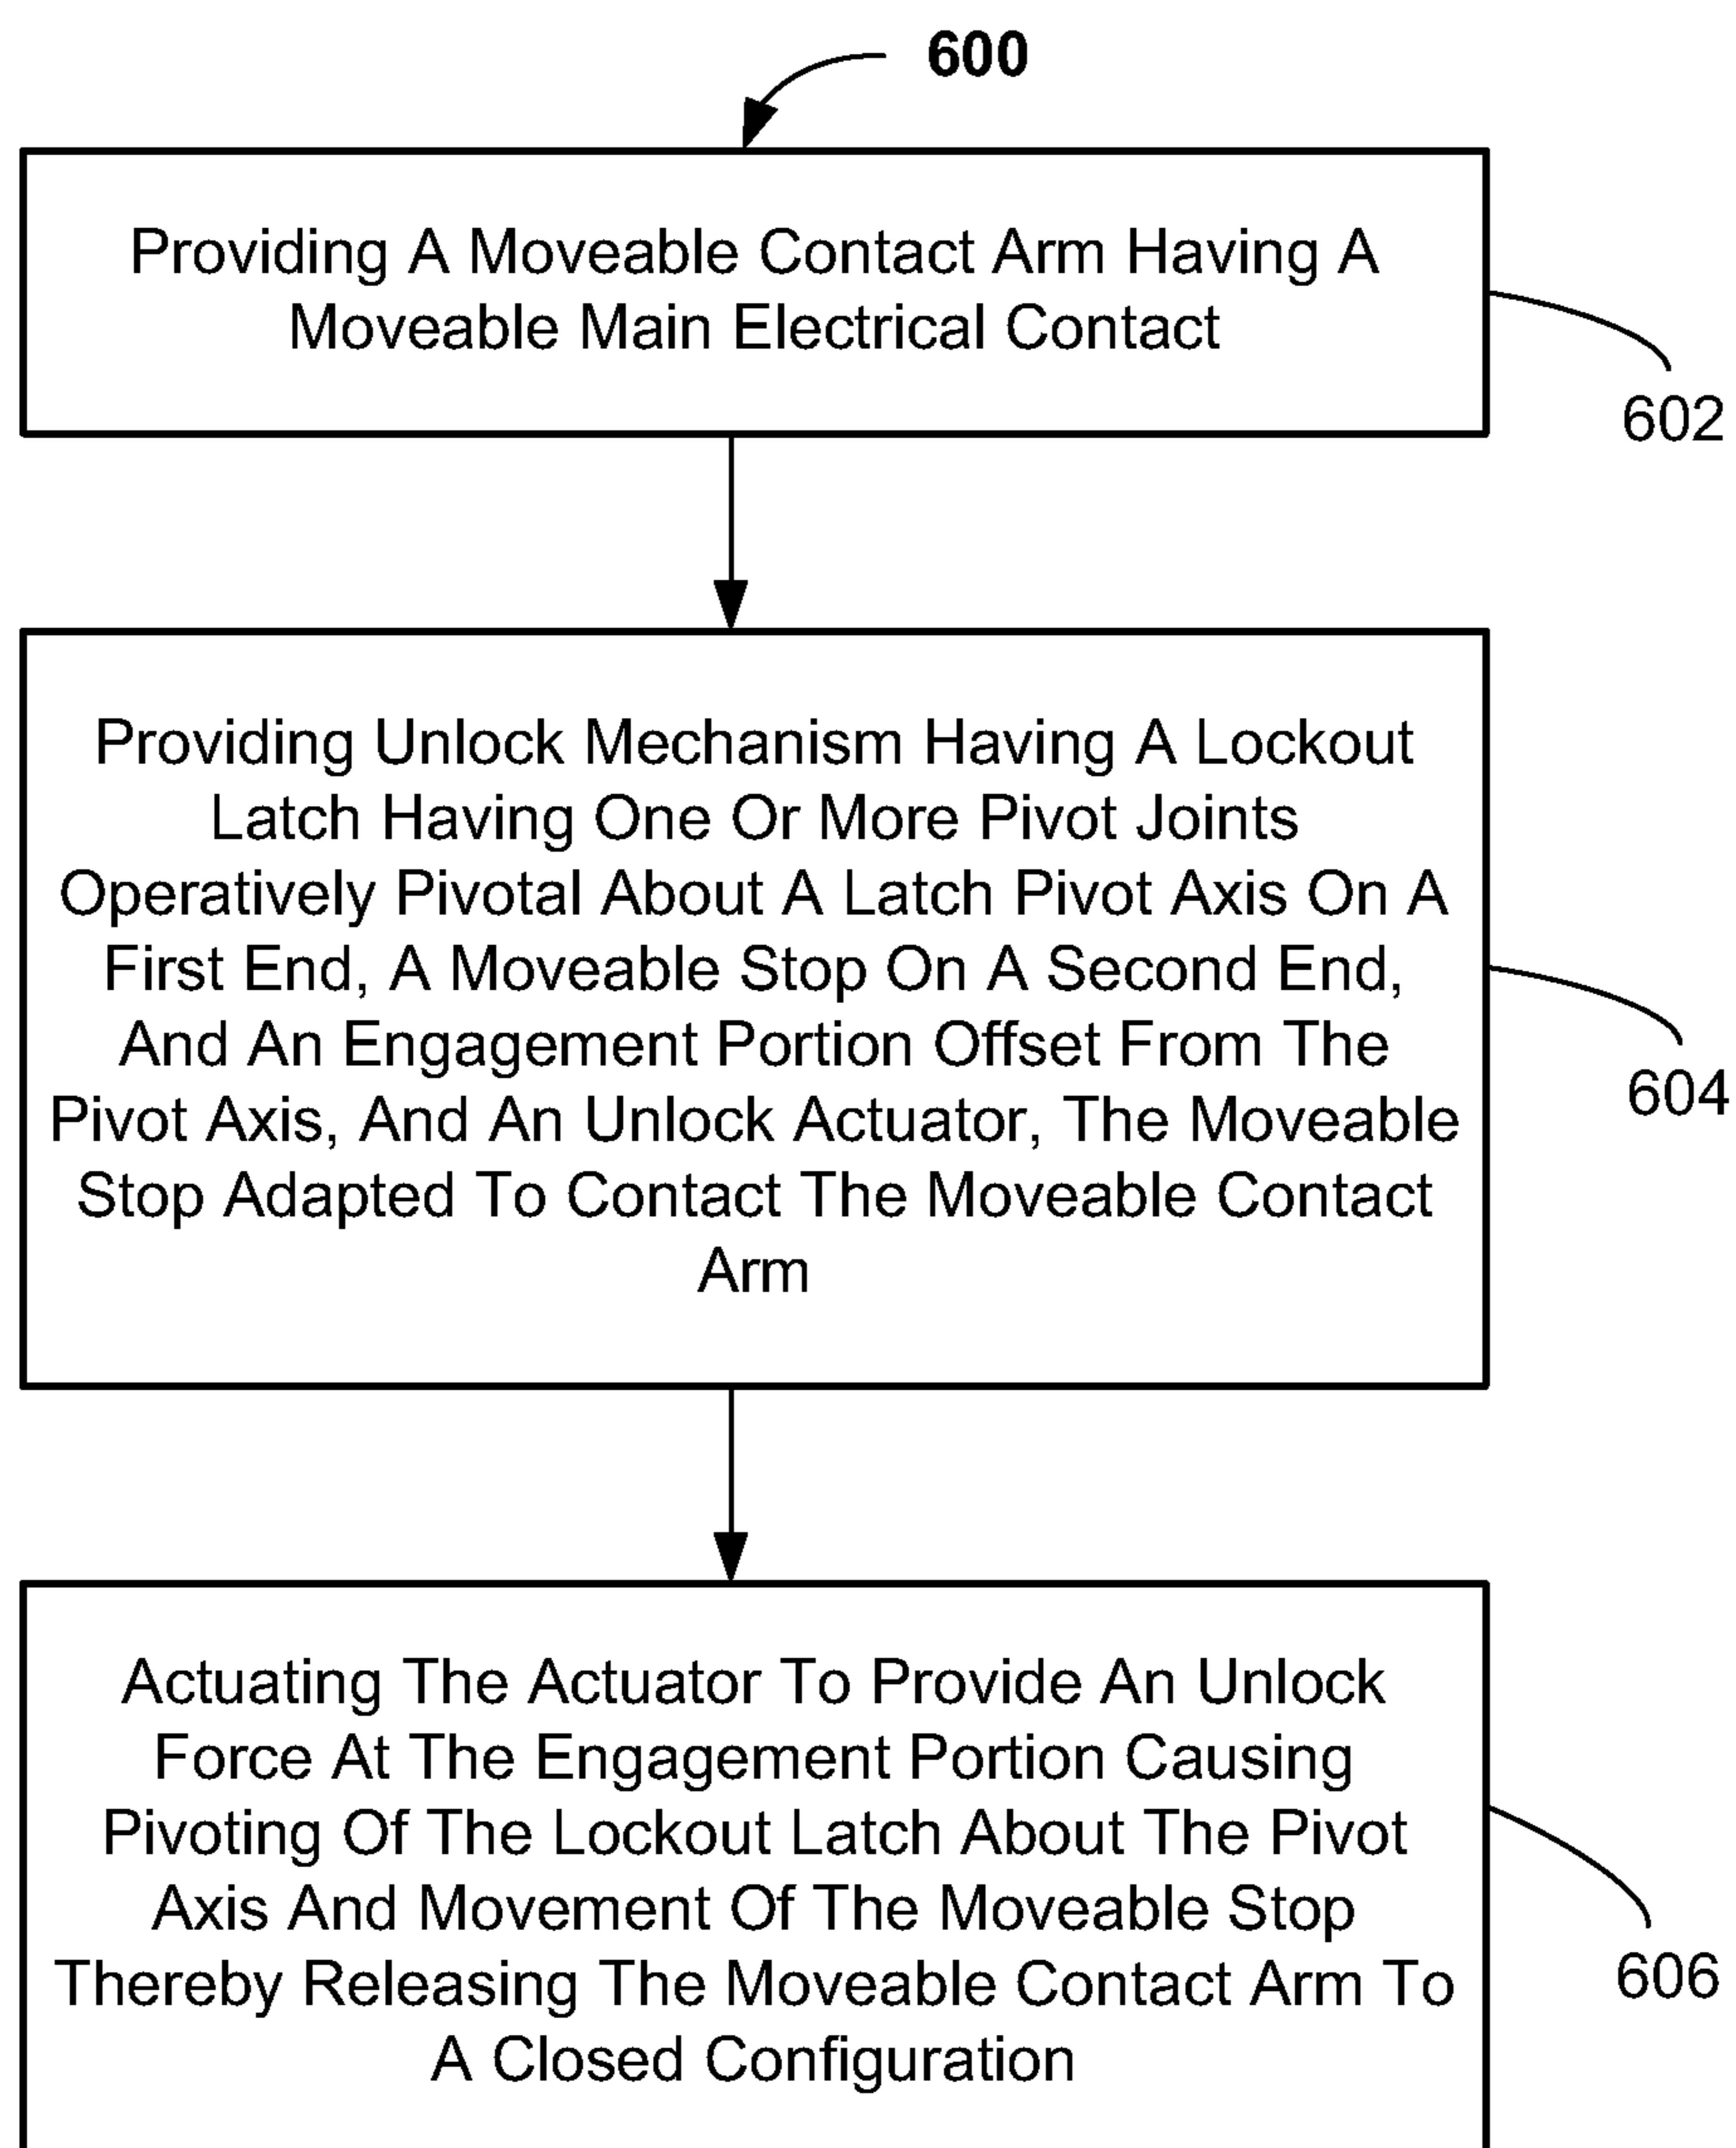 600
Providing A Moveable Contact Arm Having A
Moveable Main Electrical Contact
602
Providing Unlock Mechanism Having A Lockout
Latch Having One Or More Pivot Joints
Operatively Pivotal About A Latch Pivot Axis On A
First End, A Moveable Stop On A Second End,
And An Engagement Portion Offset From The
Pivot Axis, And An Unlock Actuator, The Moveable
Stop Adapted To Contact The Moveable Contact
Arm
604
Actuating The Actuator To Provide An Unlock
Force At The Engagement Portion Causing
Pivoting Of The Lockout Latch About The Pivot
Axis And Movement Of The Moveable Stop
Thereby Releasing The Moveable Contact Arm To
A Closed Configuration
606